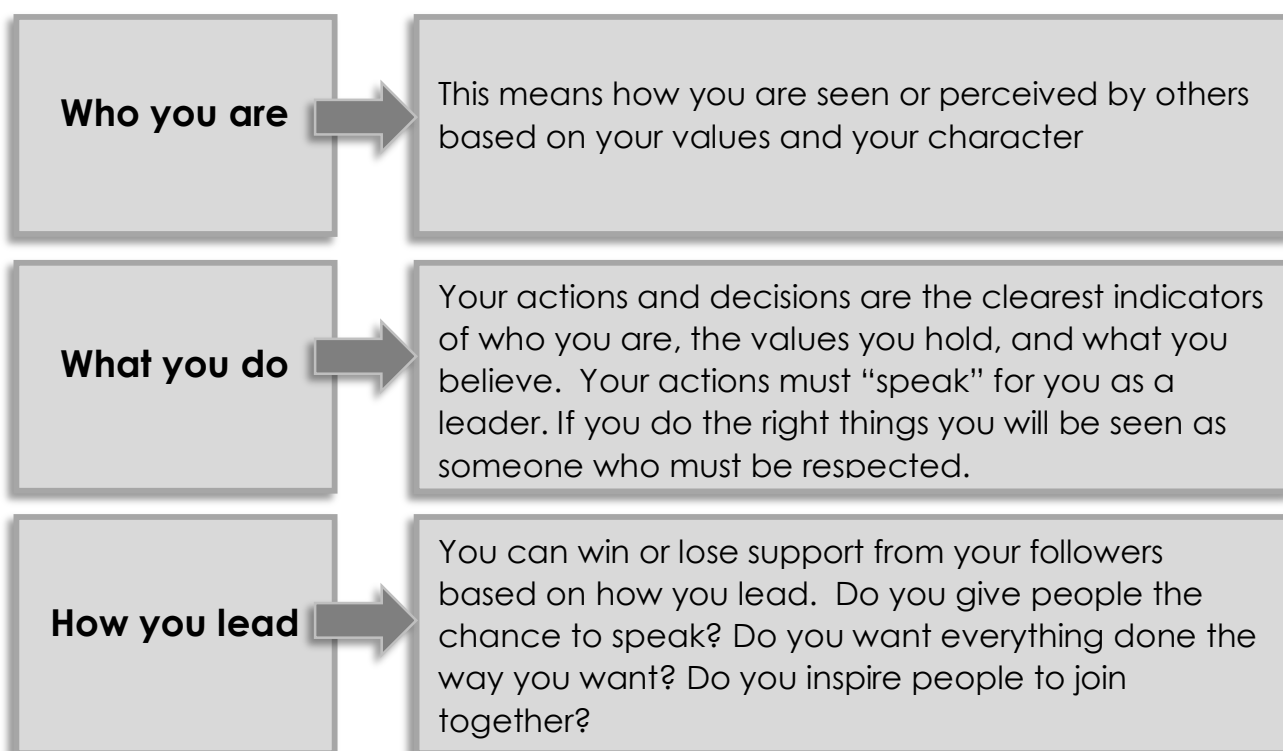 Who you are
This means how you are seen or perceived by others
based on your values and your character
What you do
Your actions and decisions are the clearest indicators
of who you are, the values you hold, and what you
believe.  Your actions must “speak” for you as a
leader. If you do the right things you will be seen as
someone who must be respected.
How you lead
You can win or lose support from your followers
based on how you lead.  Do you give people the
chance to speak? Do you want everything done the
way you want? Do you inspire people to join
together?